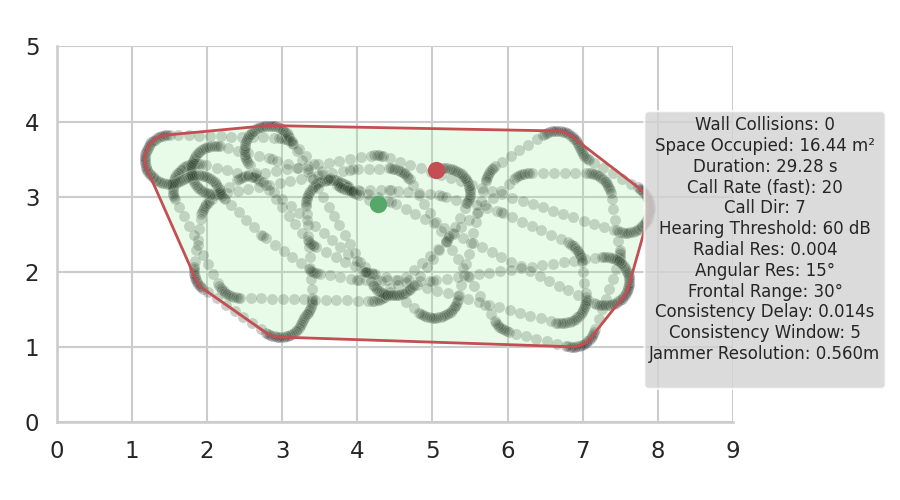 5
4
3
2
1
0
0 1 2 3 4 5 6 7 8 9
Wall Collisions: 0
Space Occupied: 16.44 m²
Duration: 29.28 s
Call Rate (fast): 20
Call Dir: 7
Hearing Threshold: 60 dB
Radial Res: 0.004
Angular Res: 15°
Frontal Range: 30°
Consistency Delay: 0.014s
Consistency Window: 5
Jammer Resolution: 0.560m